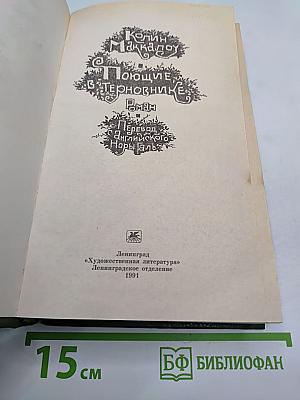 Колин
Маккалоу
Поющие
в терновнике
Роман
Перевод
с английского
Норы Галь
Ленинград
«Художественная литература»
Ленинградское отделение
1991
15 см
БФ БИБЛИОФАН